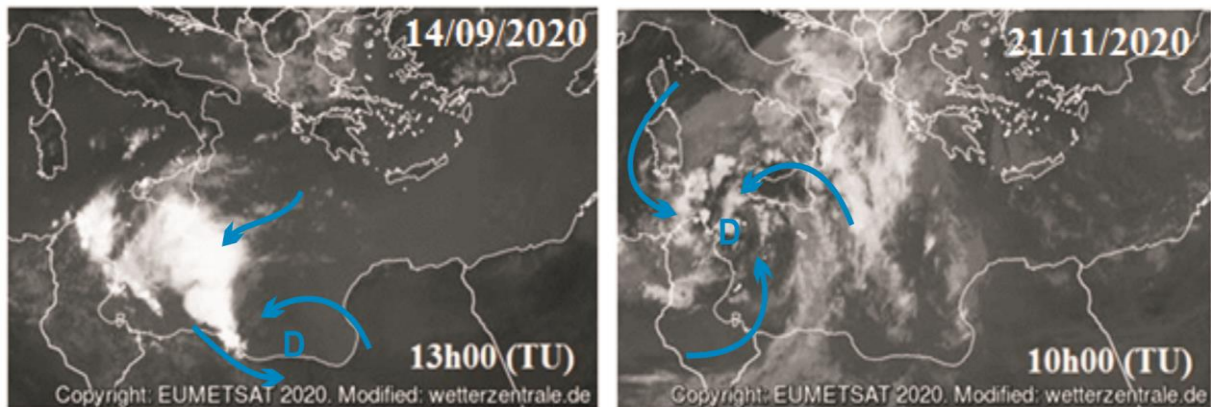 14/09/2020
D
13h00 (TU)
Copyright: EUMETSAT 2020. Modified: wetterzentrale.de
21/11/2020
D
10h00 (TU)
Copyright: EUMETSAT 2020. Modified: wetterzentrale.de